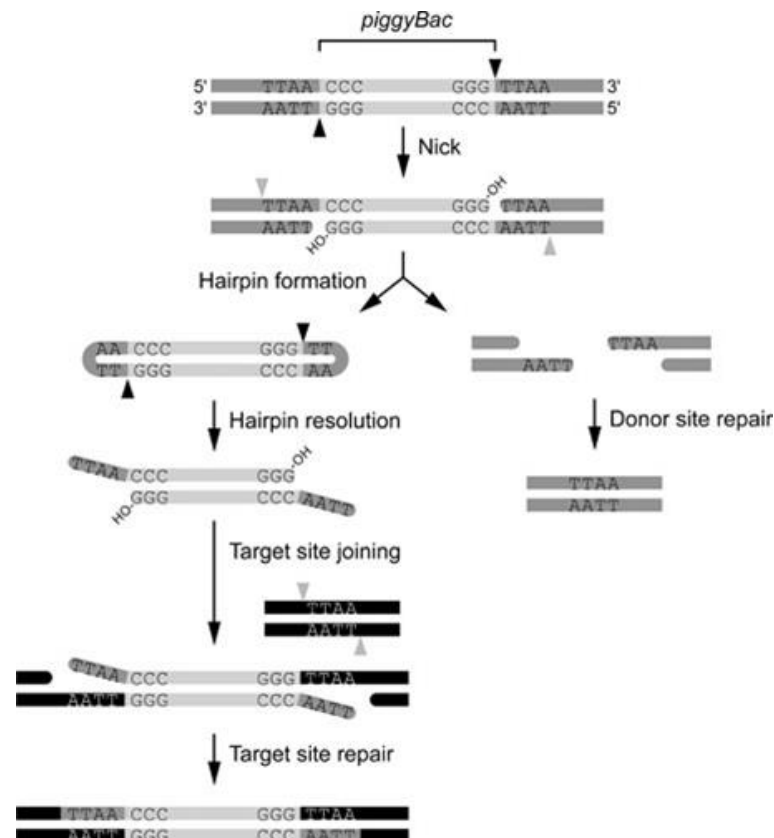 piggyBac
5' TTAA CCC GGG TTAA 3'
3' AATT GGG CCC AATT 5'
Nick
TTAA CCC GGG -OH TTAA
AATT HO- GGG CCC AATT
Hairpin formation
AA CCC GGG TT
TT GGG CCC AA
TTAA
AATT
Hairpin resolution
Donor site repair
TTAA CCC GGG -OH
HO- GGG CCC AATT
TTAA
AATT
Target site joining
TTAA
AATT
TTAA CCC GGG TTAA
AATT GGG CCC AATT
Target site repair
TTAA CCC GGG TTAA
AATT GGG CCC AATT